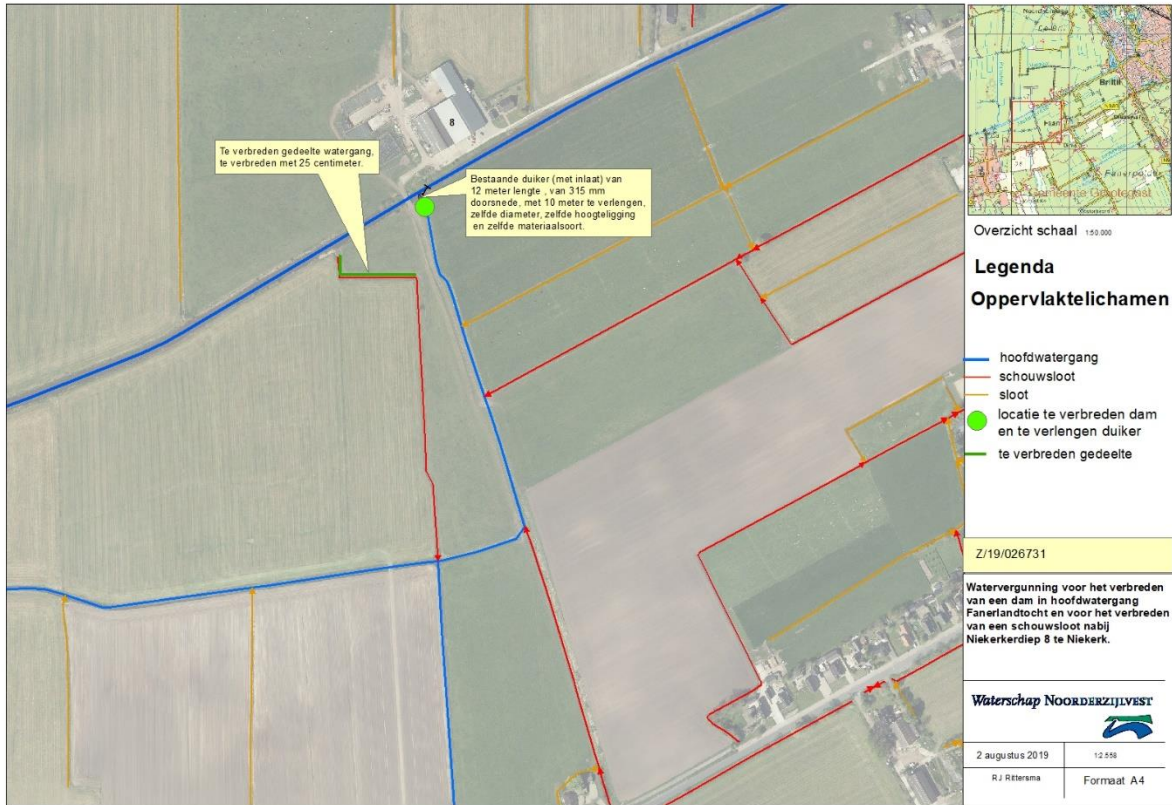 Te verbreden gedeelte watergang,
te verbreden met 25 centimeter.
8
Bestaande duiker (met inlaat) van
12 meter lengte , van 315 mm
doorsnede, met 10 meter te verlengen,
zelfde diameter, zelfde hoogteligging
en zelfde materiaalsoort.
Briltil
Faan
Gemeente Grootegast
Overzicht schaal 1:50.000
Legenda
Oppervlaktelichamen
hoofdwatergang
schouwsloot
sloot
locatie te verbreden dam
en te verlengen duiker
te verbreden gedeelte
Z/19/026731
Watervergunning voor het verbreden
van een dam in hoofdwatergang
Fanerlandtocht en voor het verbreden
van een schouwsloot nabij
Niekerkerdiep 8 te Niekerk.
Waterschap NOORDERZIJLVEST
2 augustus 2019
1:2.558
R.J. Rittersma
Formaat A4